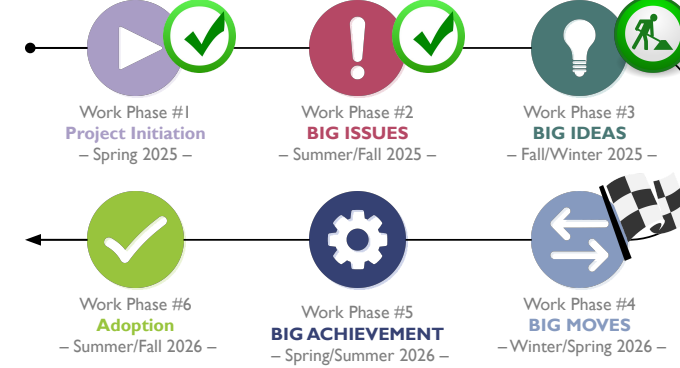 Work Phase #1
Project Initiation
– Spring 2025 –
Work Phase #2
BIG ISSUES
– Summer/Fall 2025 –
Work Phase #3
BIG IDEAS
– Fall/Winter 2025 –
Work Phase #6
Adoption
– Summer/Fall 2026 –
Work Phase #5
BIG ACHIEVEMENT
– Spring/Summer 2026 –
Work Phase #4
BIG MOVES
– Winter/Spring 2026 –